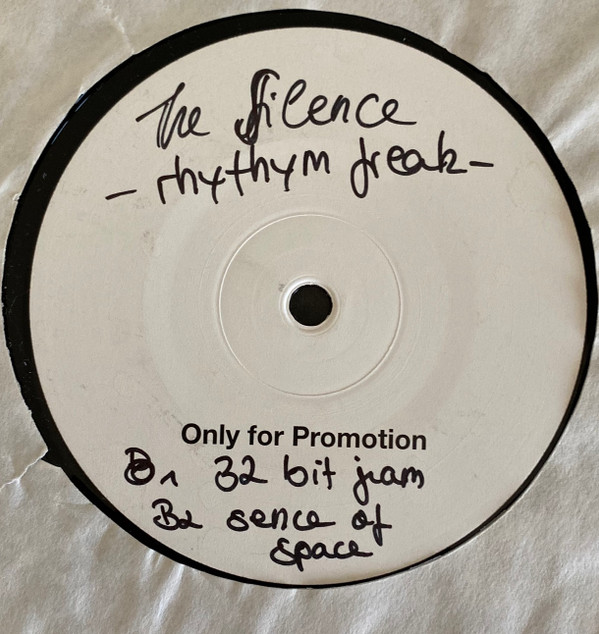 The Silence
- rhythym freak -
Only for Promotion
B1 32 bit jam
B2 sence of
space